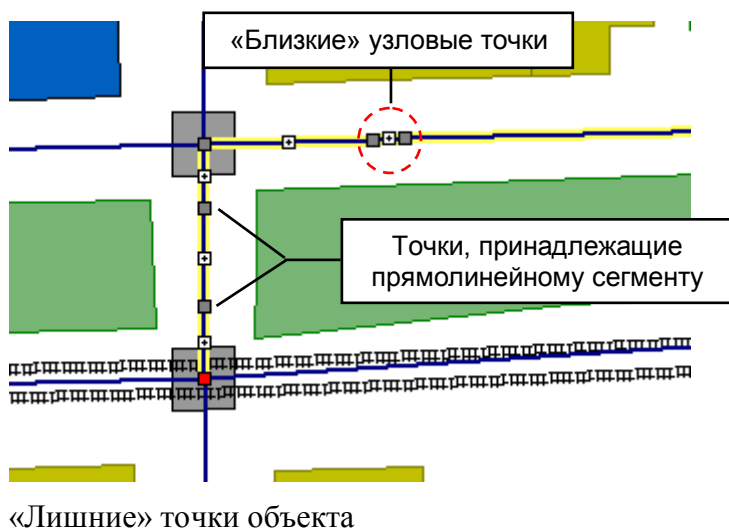 «Близкие» узловые точки
Точки, принадлежащие
прямолинейному сегменту
«Лишние» точки объекта